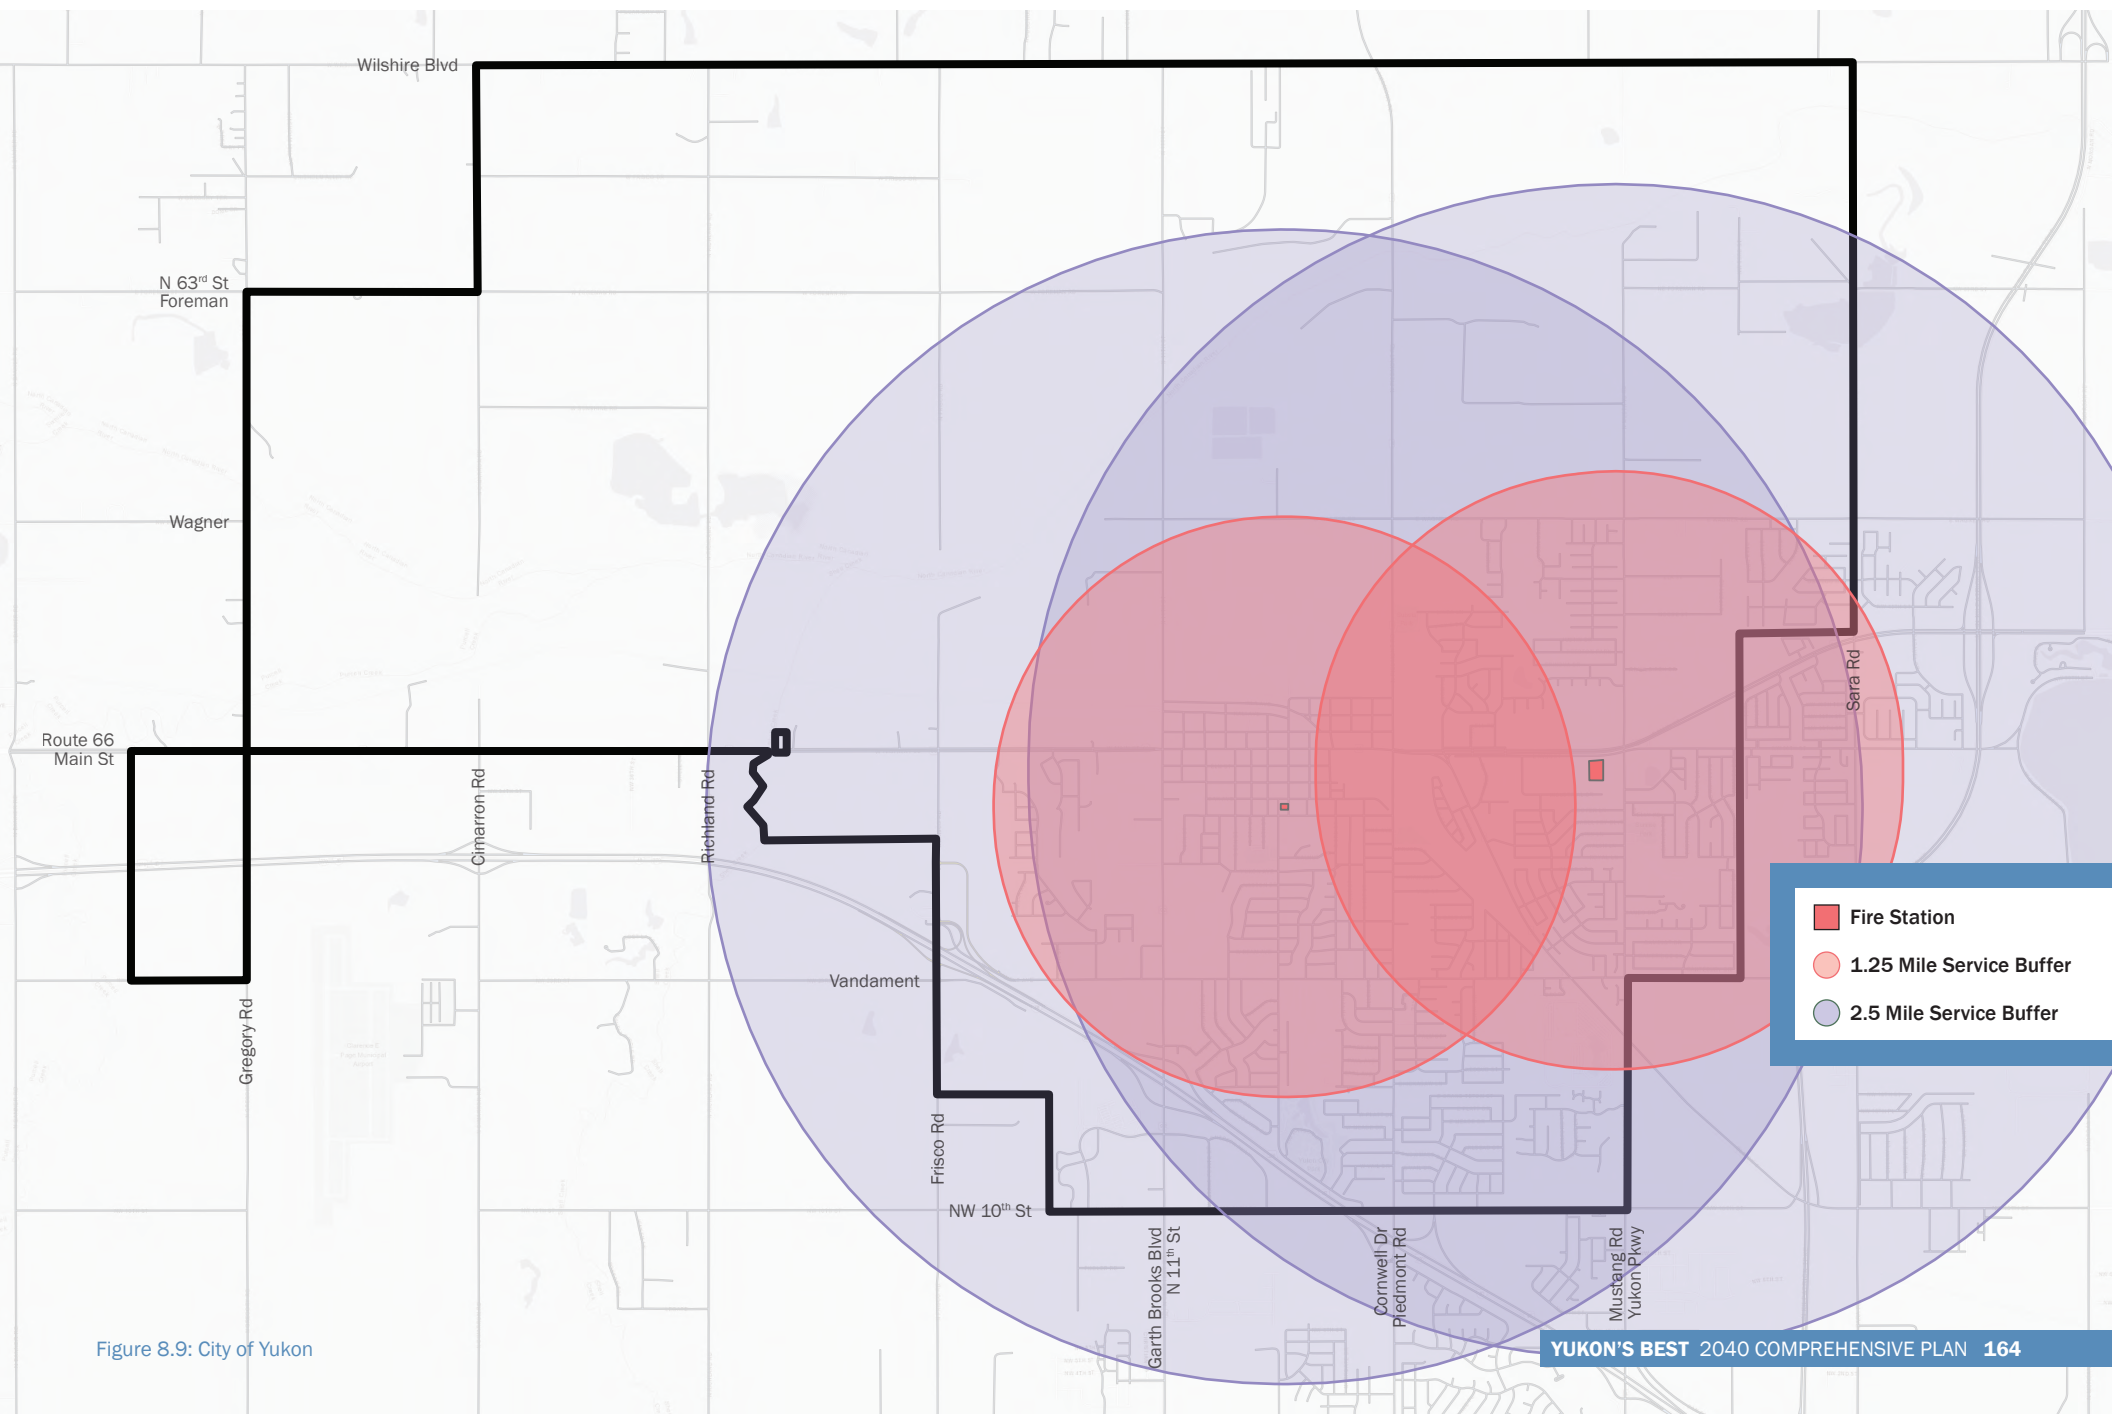 Wilshire Blvd
N 63rd St
Foreman
Wagner
Route 66
Main St
Cimarron Rd
Richland Rd
Sara Rd
Vandament
Gregory Rd
Frisco Rd
NW 10th St
Garth Brooks Blvd
N 11th St
Cornwell Dr
Piedmont Rd
Mustang Rd
Yukon Pkwy
Fire Station
1.25 Mile Service Buffer
2.5 Mile Service Buffer
Figure 8.9: City of Yukon
YUKON'S BEST 2040 COMPREHENSIVE PLAN 164